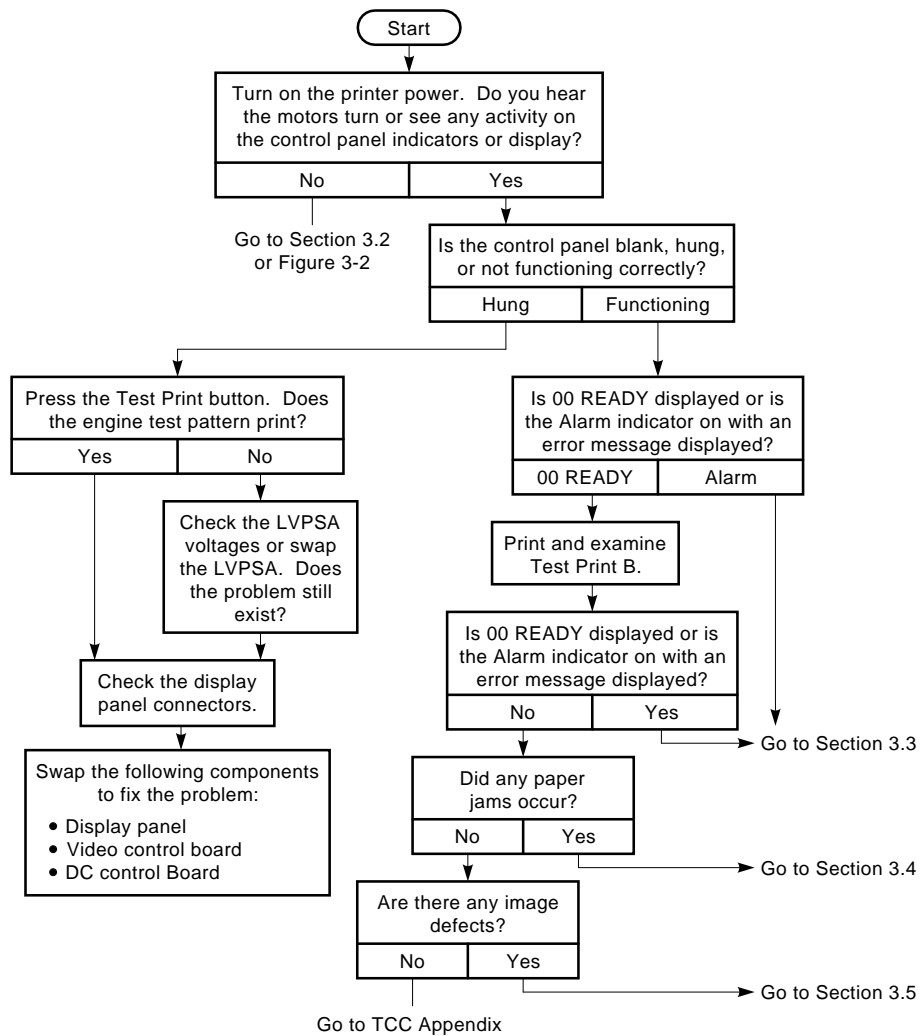 Start
Turn on the printer power. Do you hear
the motors turn or see any activity on
the control panel indicators or display?
No
Yes
Go to Section 3.2
or Figure 3-2
Is the control panel blank, hung,
or not functioning correctly?
Hung
Functioning
Press the Test Print button. Does
the engine test pattern print?
Yes
No
Is 00 READY displayed or is
the Alarm indicator on with an
error message displayed?
00 READY
Alarm
Check the LVPSA
voltages or swap
the LVPSA. Does
the problem still
exist?
Print and examine
Test Print B.
Is 00 READY displayed or is
the Alarm indicator on with an
error message displayed?
No
Yes
Go to Section 3.3
Check the display
panel connectors.
Swap the following components
to fix the problem:
• Display panel
• Video control board
• DC control Board
Did any paper
jams occur?
No
Yes
Go to Section 3.4
Are there any image
defects?
No
Yes
Go to Section 3.5
Go to TCC Appendix